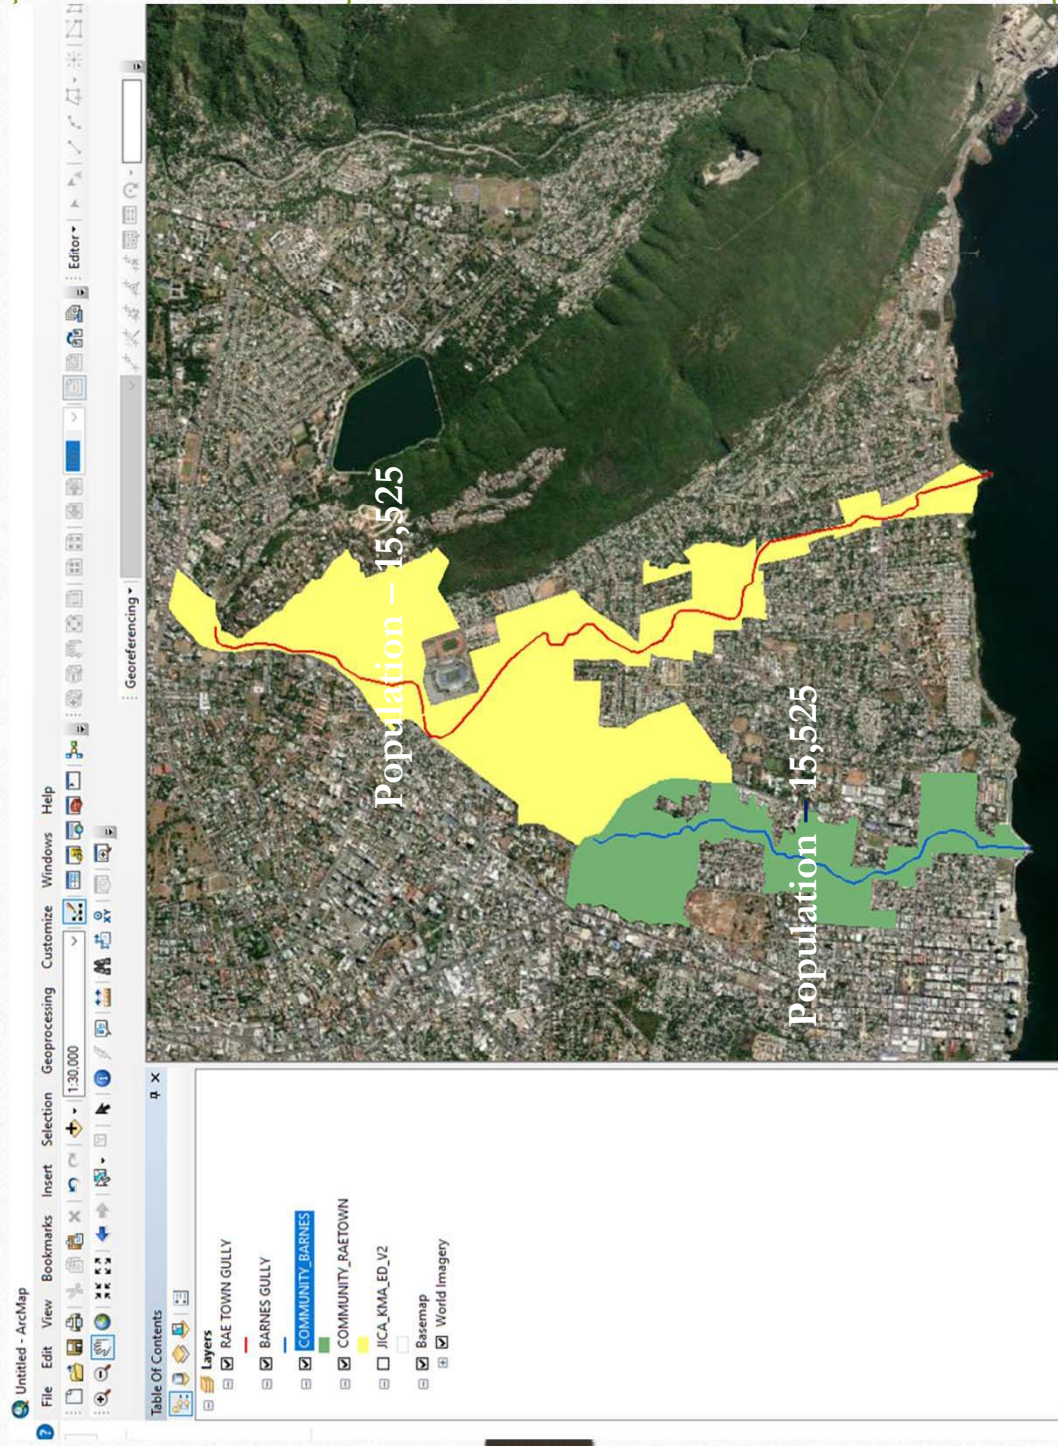 Untitled - ArcMap
File Edit View Bookmarks Insert Selection Geoprocessing Customize Windows Help
1:30,000
Editor
Georeferencing
Table Of Contents
Layers
RAE TOWN GULLY
BARNES GULLY
COMMUNITY_BARNES
COMMUNITY_RAETOWN
JICA_KMA_ED_V2
Basemap
World Imagery
Population – 15,525
Population – 15,525